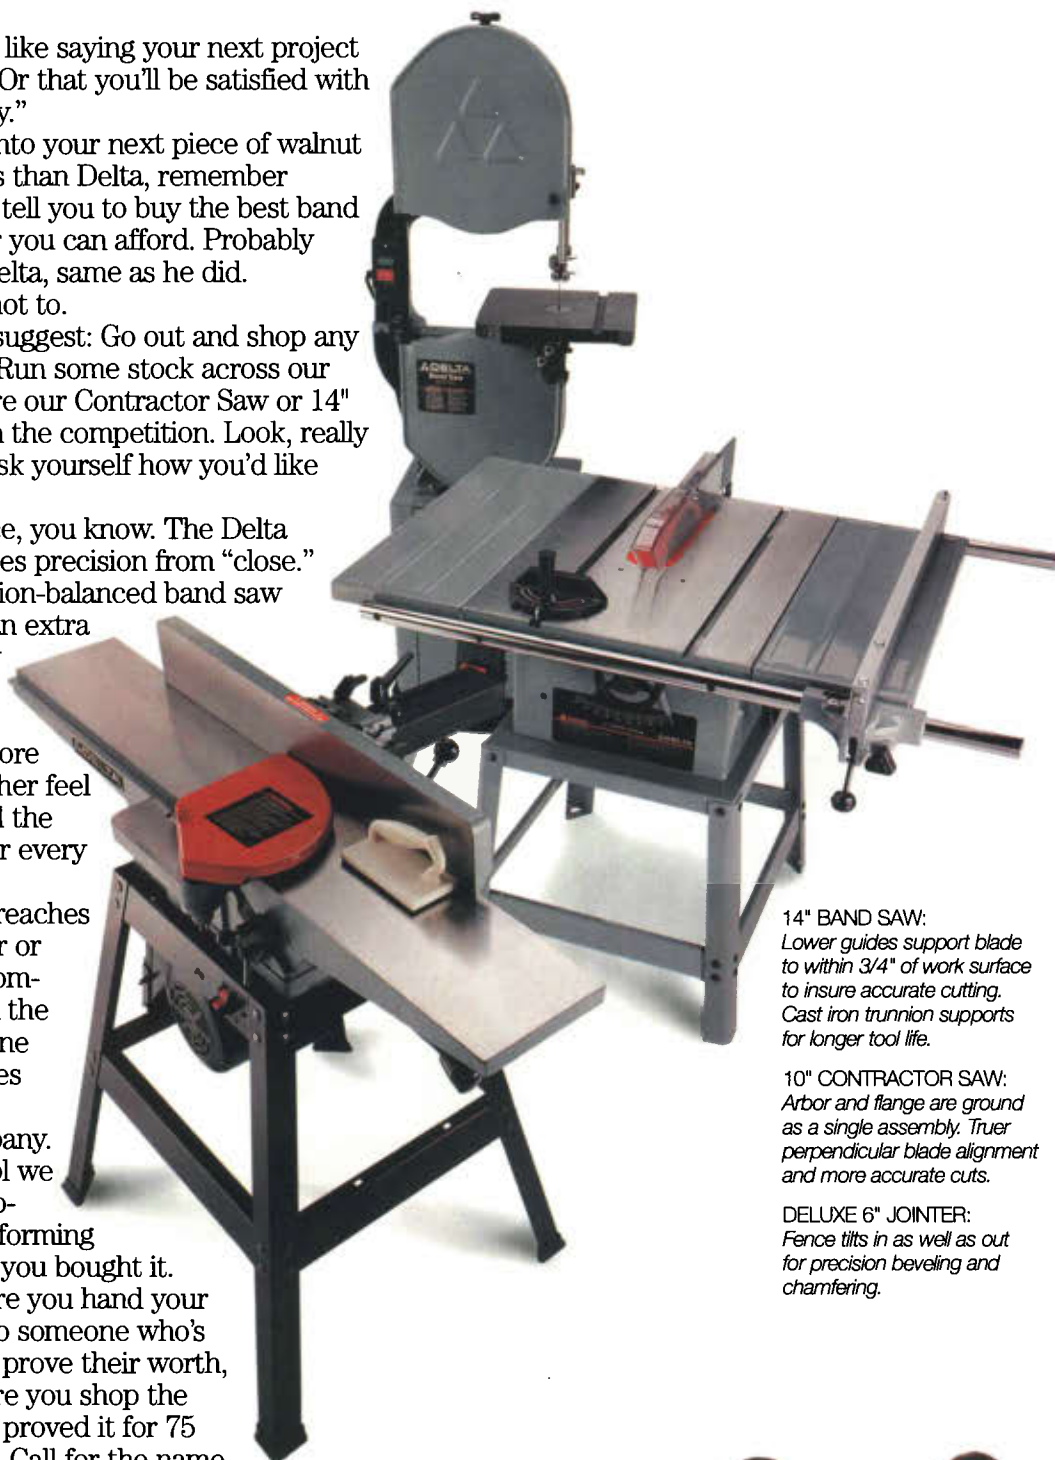 like saying your next project
Or that you'll be satisfied with
y.”
nto your next piece of walnut
s than Delta, remember
tell you to buy the best band
r you can afford. Probably
elta, same as he did.
not to.
suggest: Go out and shop any
Run some stock across our
re our Contractor Saw or 14"
n the competition. Look, really
sk yourself how you'd like
e, you know. The Delta
es precision from “close.”
ion-balanced band saw
n extra
ore
her feel
l the
r every
reaches
r or
om-
the
ne
es
pany.
ol we
o-
forming
you bought it.
re you hand your
o someone who's
prove their worth,
re you shop the
proved it for 75
Call for the name
DELTA
Band Saw
DELTA
14" BAND SAW:
Lower guides support blade
to within 3/4" of work surface
to insure accurate cutting.
Cast iron trunnion supports
for longer tool life.
10" CONTRACTOR SAW:
Arbor and flange are ground
as a single assembly. Truer
perpendicular blade alignment
and more accurate cuts.
DELUXE 6" JOINTER:
Fence tilts in as well as out
for precision beveling and
chamfering.